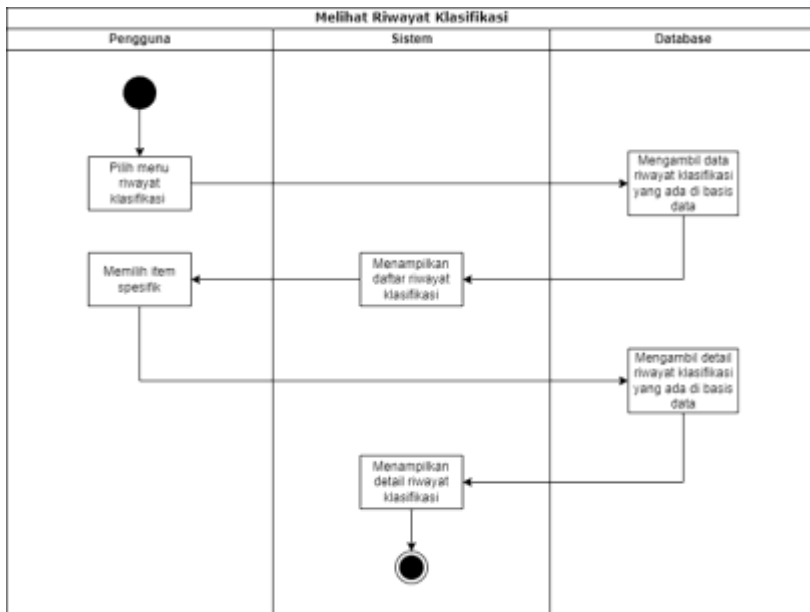 Melihat Riwayat Klasifikasi
Pengguna
Sistem
Database
Pilih menu
riwayat
klasifikasi
Mengambil data
riwayat klasifikasi
yang ada di basis
data
Menampilkan
daftar riwayat
klasifikasi
Memilih item
spesifik
Mengambil detail
riwayat klasifikasi
yang ada di basis
data
Menampilkan
detail riwayat
klasifikasi